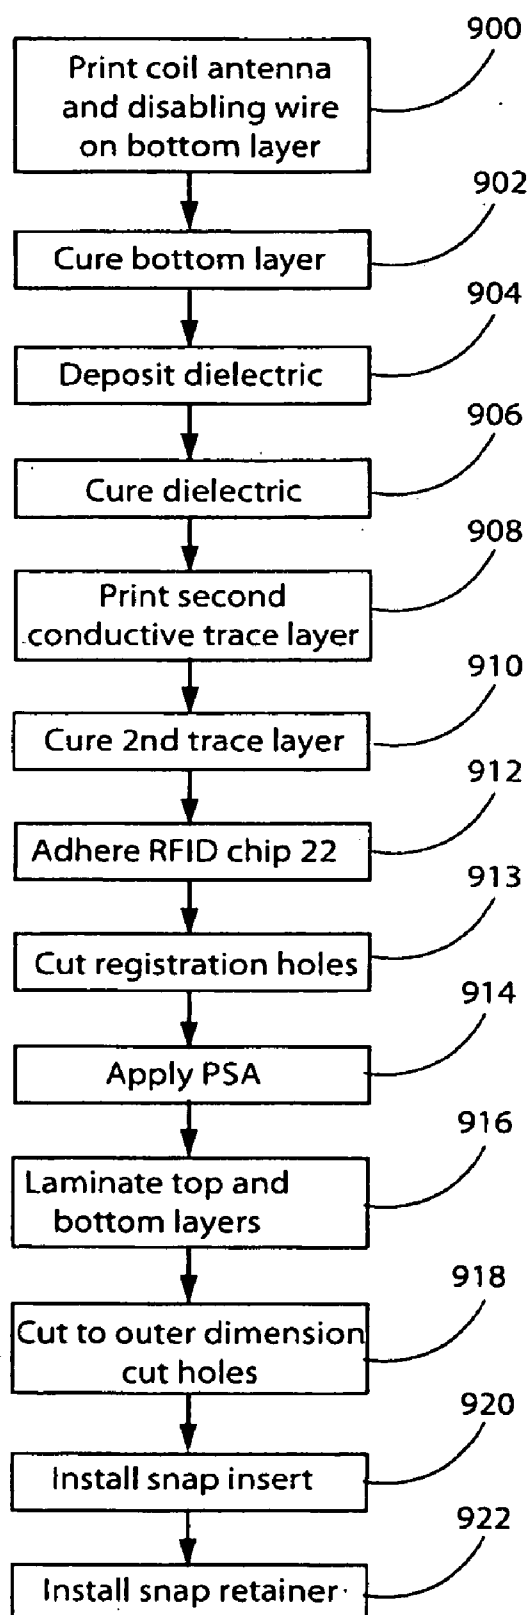 900
Print coil antenna
and disabling wire
on bottom layer
902
Cure bottom layer
904
Deposit dielectric
906
Cure dielectric
908
Print second
conductive trace layer
910
Cure 2nd trace layer
912
Adhere RFID chip 22
913
Cut registration holes
914
Apply PSA
916
Laminate top and
bottom layers
918
Cut to outer dimension
cut holes
920
Install snap insert
922
Install snap retainer